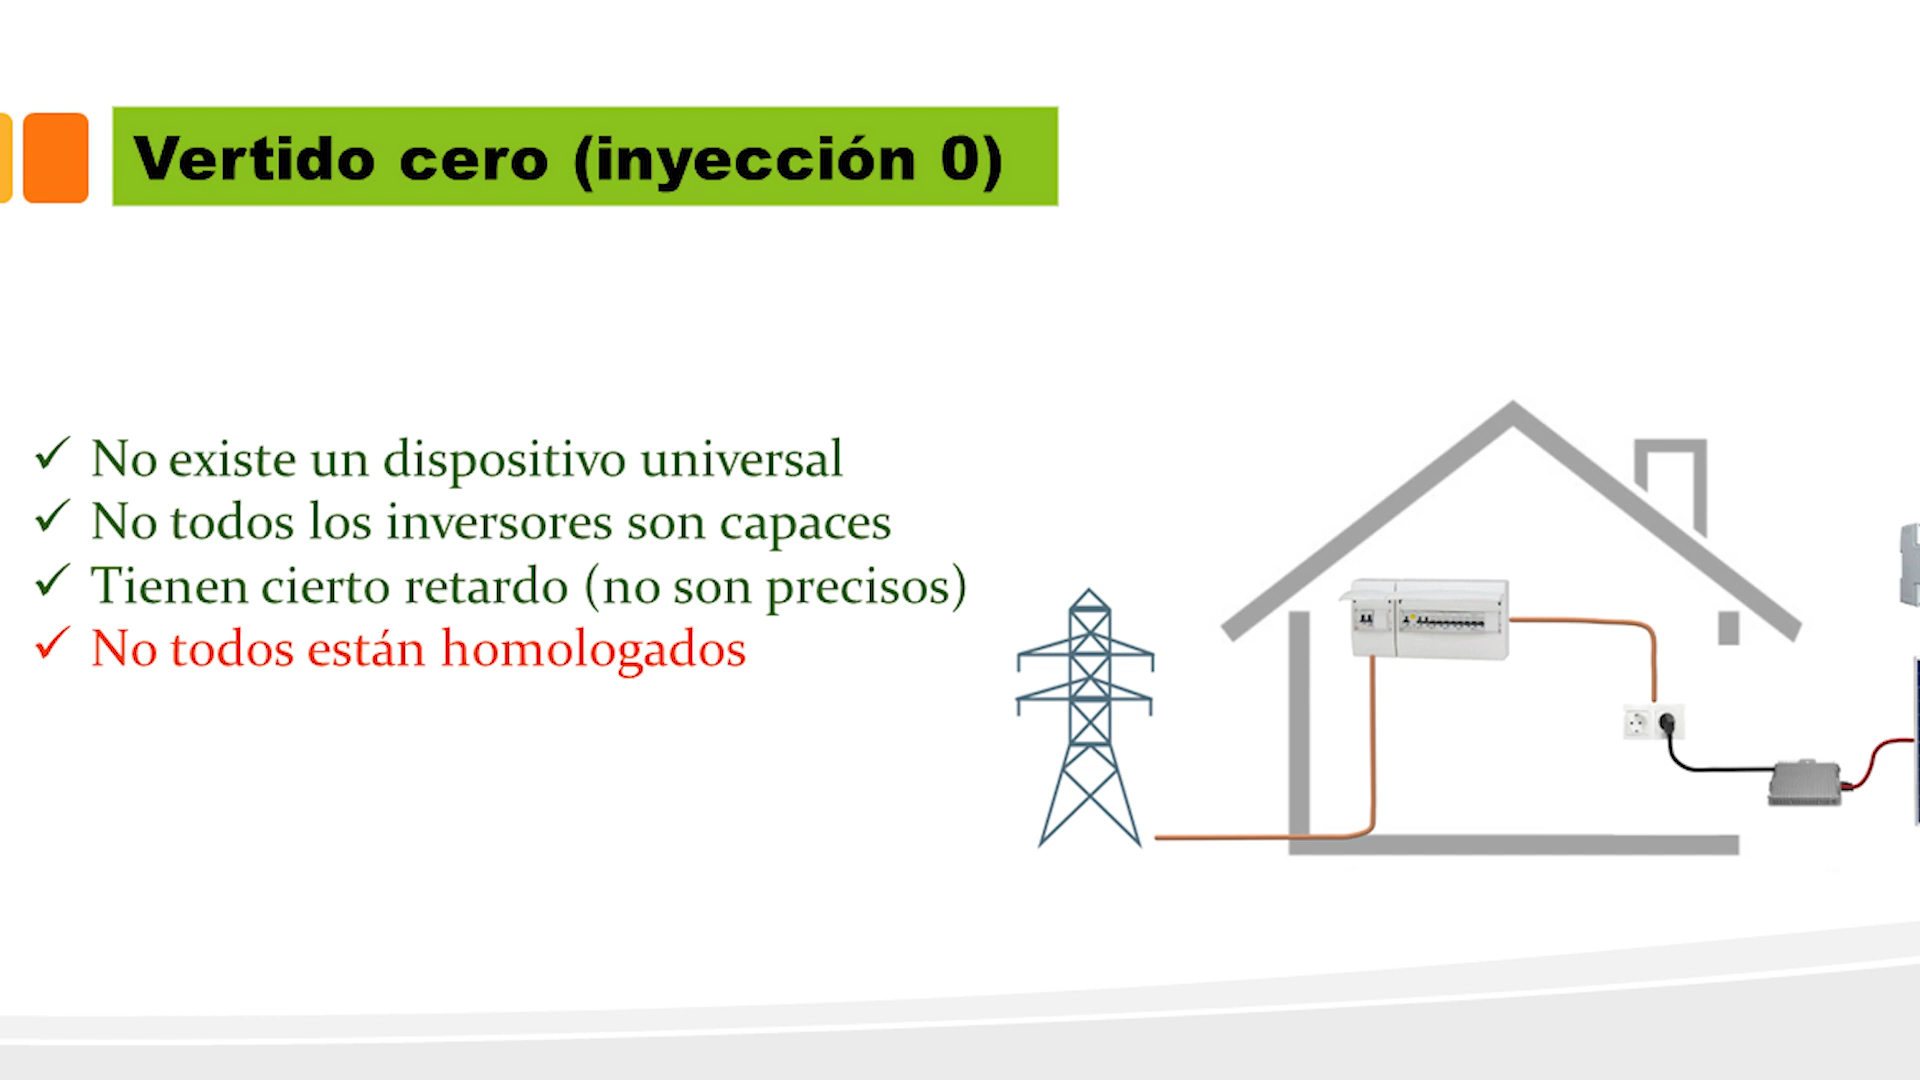 Vertido cero (inyección 0)
No existe un dispositivo universal
No todos los inversores son capaces
Tienen cierto retardo (no son precisos)
No todos están homologados